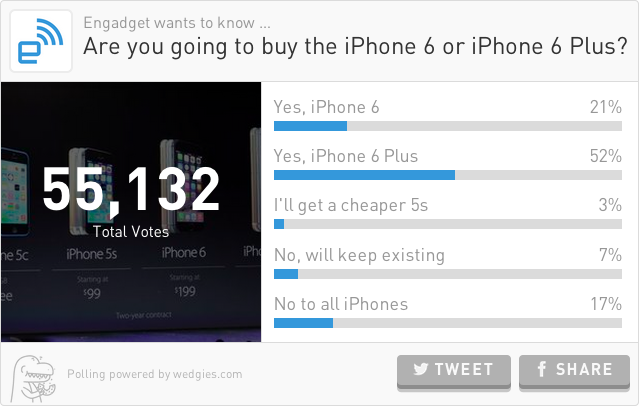 Engadget wants to know ...
Are you going to buy the iPhone 6 or iPhone 6 Plus?
55,132
Total Votes
ne 5c
iPhone 5s
iPhone 6
iPh
Starting at
Starting at
ee
$99
$199
Two-year contract
Yes, iPhone 6 21%
Yes, iPhone 6 Plus 52%
I'll get a cheaper 5s 3%
No, will keep existing 7%
No to all iPhones 17%
Polling powered by wedgies.com
TWEET
SHARE